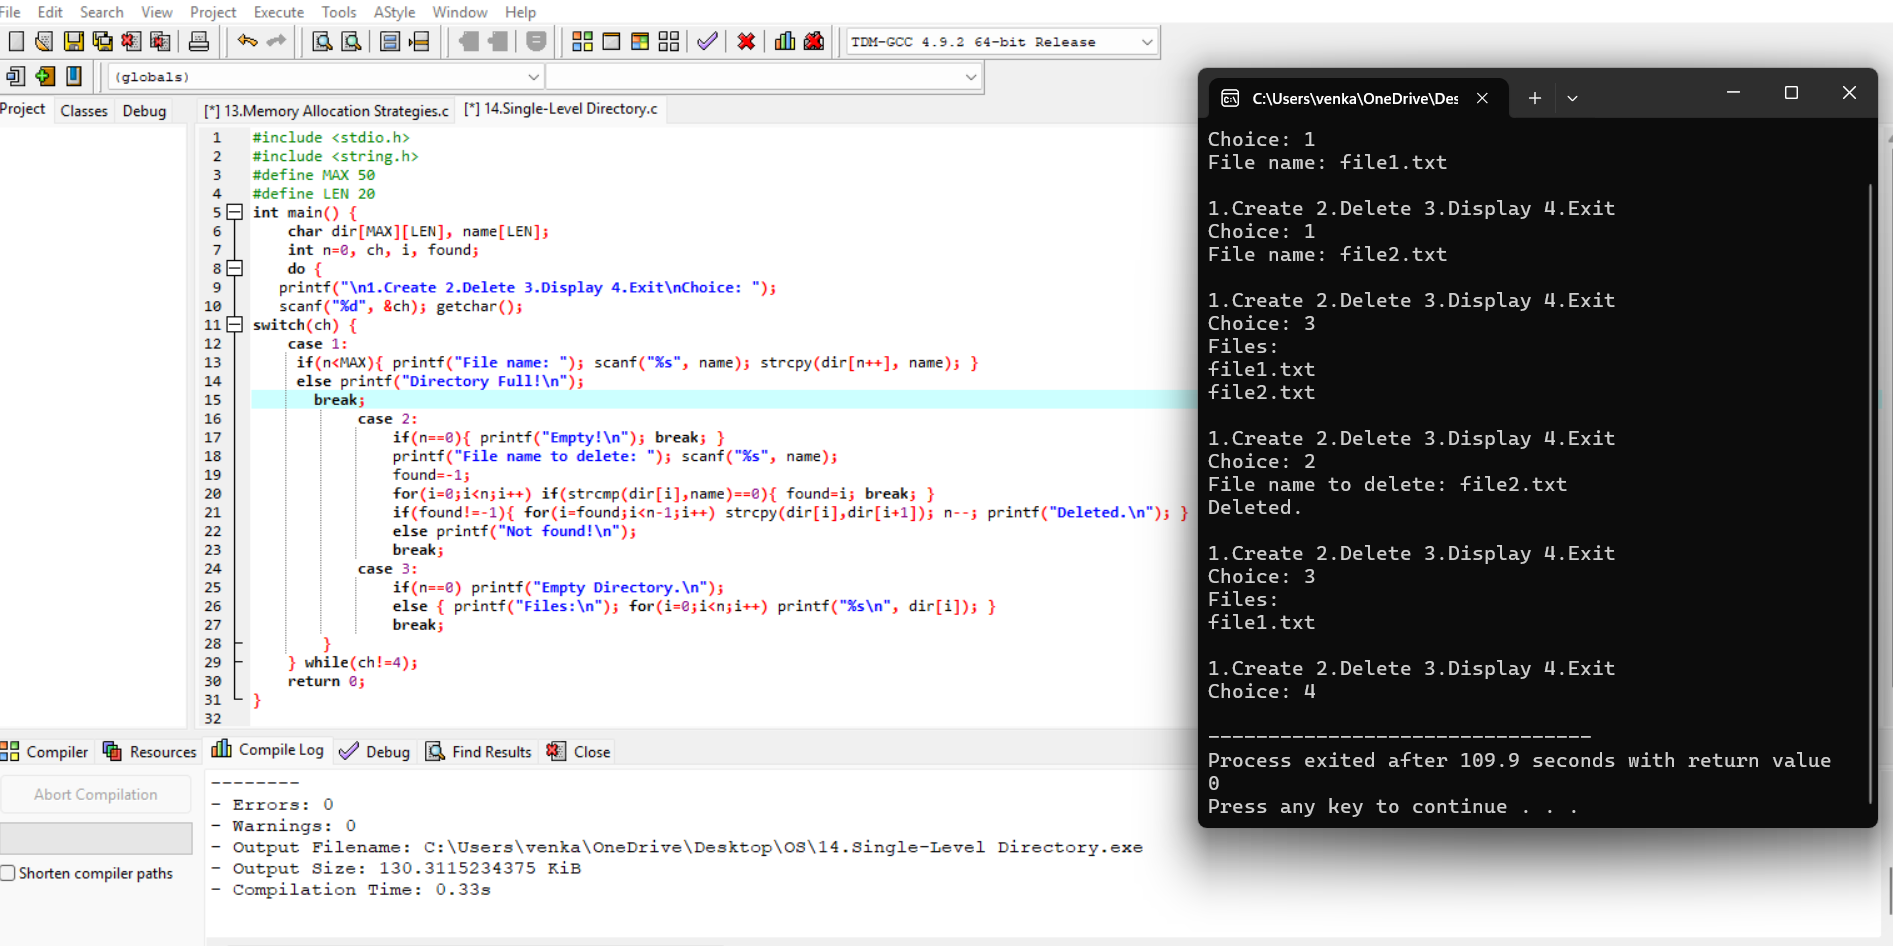 File Edit Search View Project Execute Tools AStyle Window Help
TDM-GCC 4.9.2 64-bit Release
(globals)
Project Classes Debug
[*] 13.Memory Allocation Strategies.c [*] 14.Single-Level Directory.c
1 #include <stdio.h>
2 #include <string.h>
3 #define MAX 50
4 #define LEN 20
5 int main() {
6 char dir[MAX][LEN], name[LEN];
7 int n=0, ch, i, found;
8 do {
9 printf("\n1.Create 2.Delete 3.Display 4.Exit\nChoice: ");
10 scanf("%d", &ch); getchar();
11 switch(ch) {
12 case 1:
13 if(n<MAX){ printf("File name: "); scanf("%s", name); strcpy(dir[n++], name); }
14 else printf("Directory Full!\n");
15 break;
16 case 2:
17 if(n==0){ printf("Empty!\n"); break; }
18 printf("File name to delete: "); scanf("%s", name);
19 found=-1;
20 for(i=0;i<n;i++) if(strcmp(dir[i],name)==0){ found=i; break; }
21 if(found!=-1){ for(i=found;i<n-1;i++) strcpy(dir[i],dir[i+1]); n--; printf("Deleted.\n"); }
22 else printf("Not found!\n");
23 break;
24 case 3:
25 if(n==0) printf("Empty Directory.\n");
26 else { printf("Files:\n"); for(i=0;i<n;i++) printf("%s\n", dir[i]); }
27 break;
28 }
29 } while(ch!=4);
30 return 0;
31 }
32
C:\Users\venka\OneDrive\Des
Choice: 1
File name: file1.txt
1.Create 2.Delete 3.Display 4.Exit
Choice: 1
File name: file2.txt
1.Create 2.Delete 3.Display 4.Exit
Choice: 3
Files:
file1.txt
file2.txt
1.Create 2.Delete 3.Display 4.Exit
Choice: 2
File name to delete: file2.txt
Deleted.
1.Create 2.Delete 3.Display 4.Exit
Choice: 3
Files:
file1.txt
1.Create 2.Delete 3.Display 4.Exit
Choice: 4
--------------------------------
Process exited after 109.9 seconds with return value
0
Press any key to continue . . .
Compiler Resources Compile Log Debug Find Results Close
Abort Compilation
Shorten compiler paths
--------
- Errors: 0
- Warnings: 0
- Output Filename: C:\Users\venka\OneDrive\Desktop\OS\14.Single-Level Directory.exe
- Output Size: 130.3115234375 KiB
- Compilation Time: 0.33s